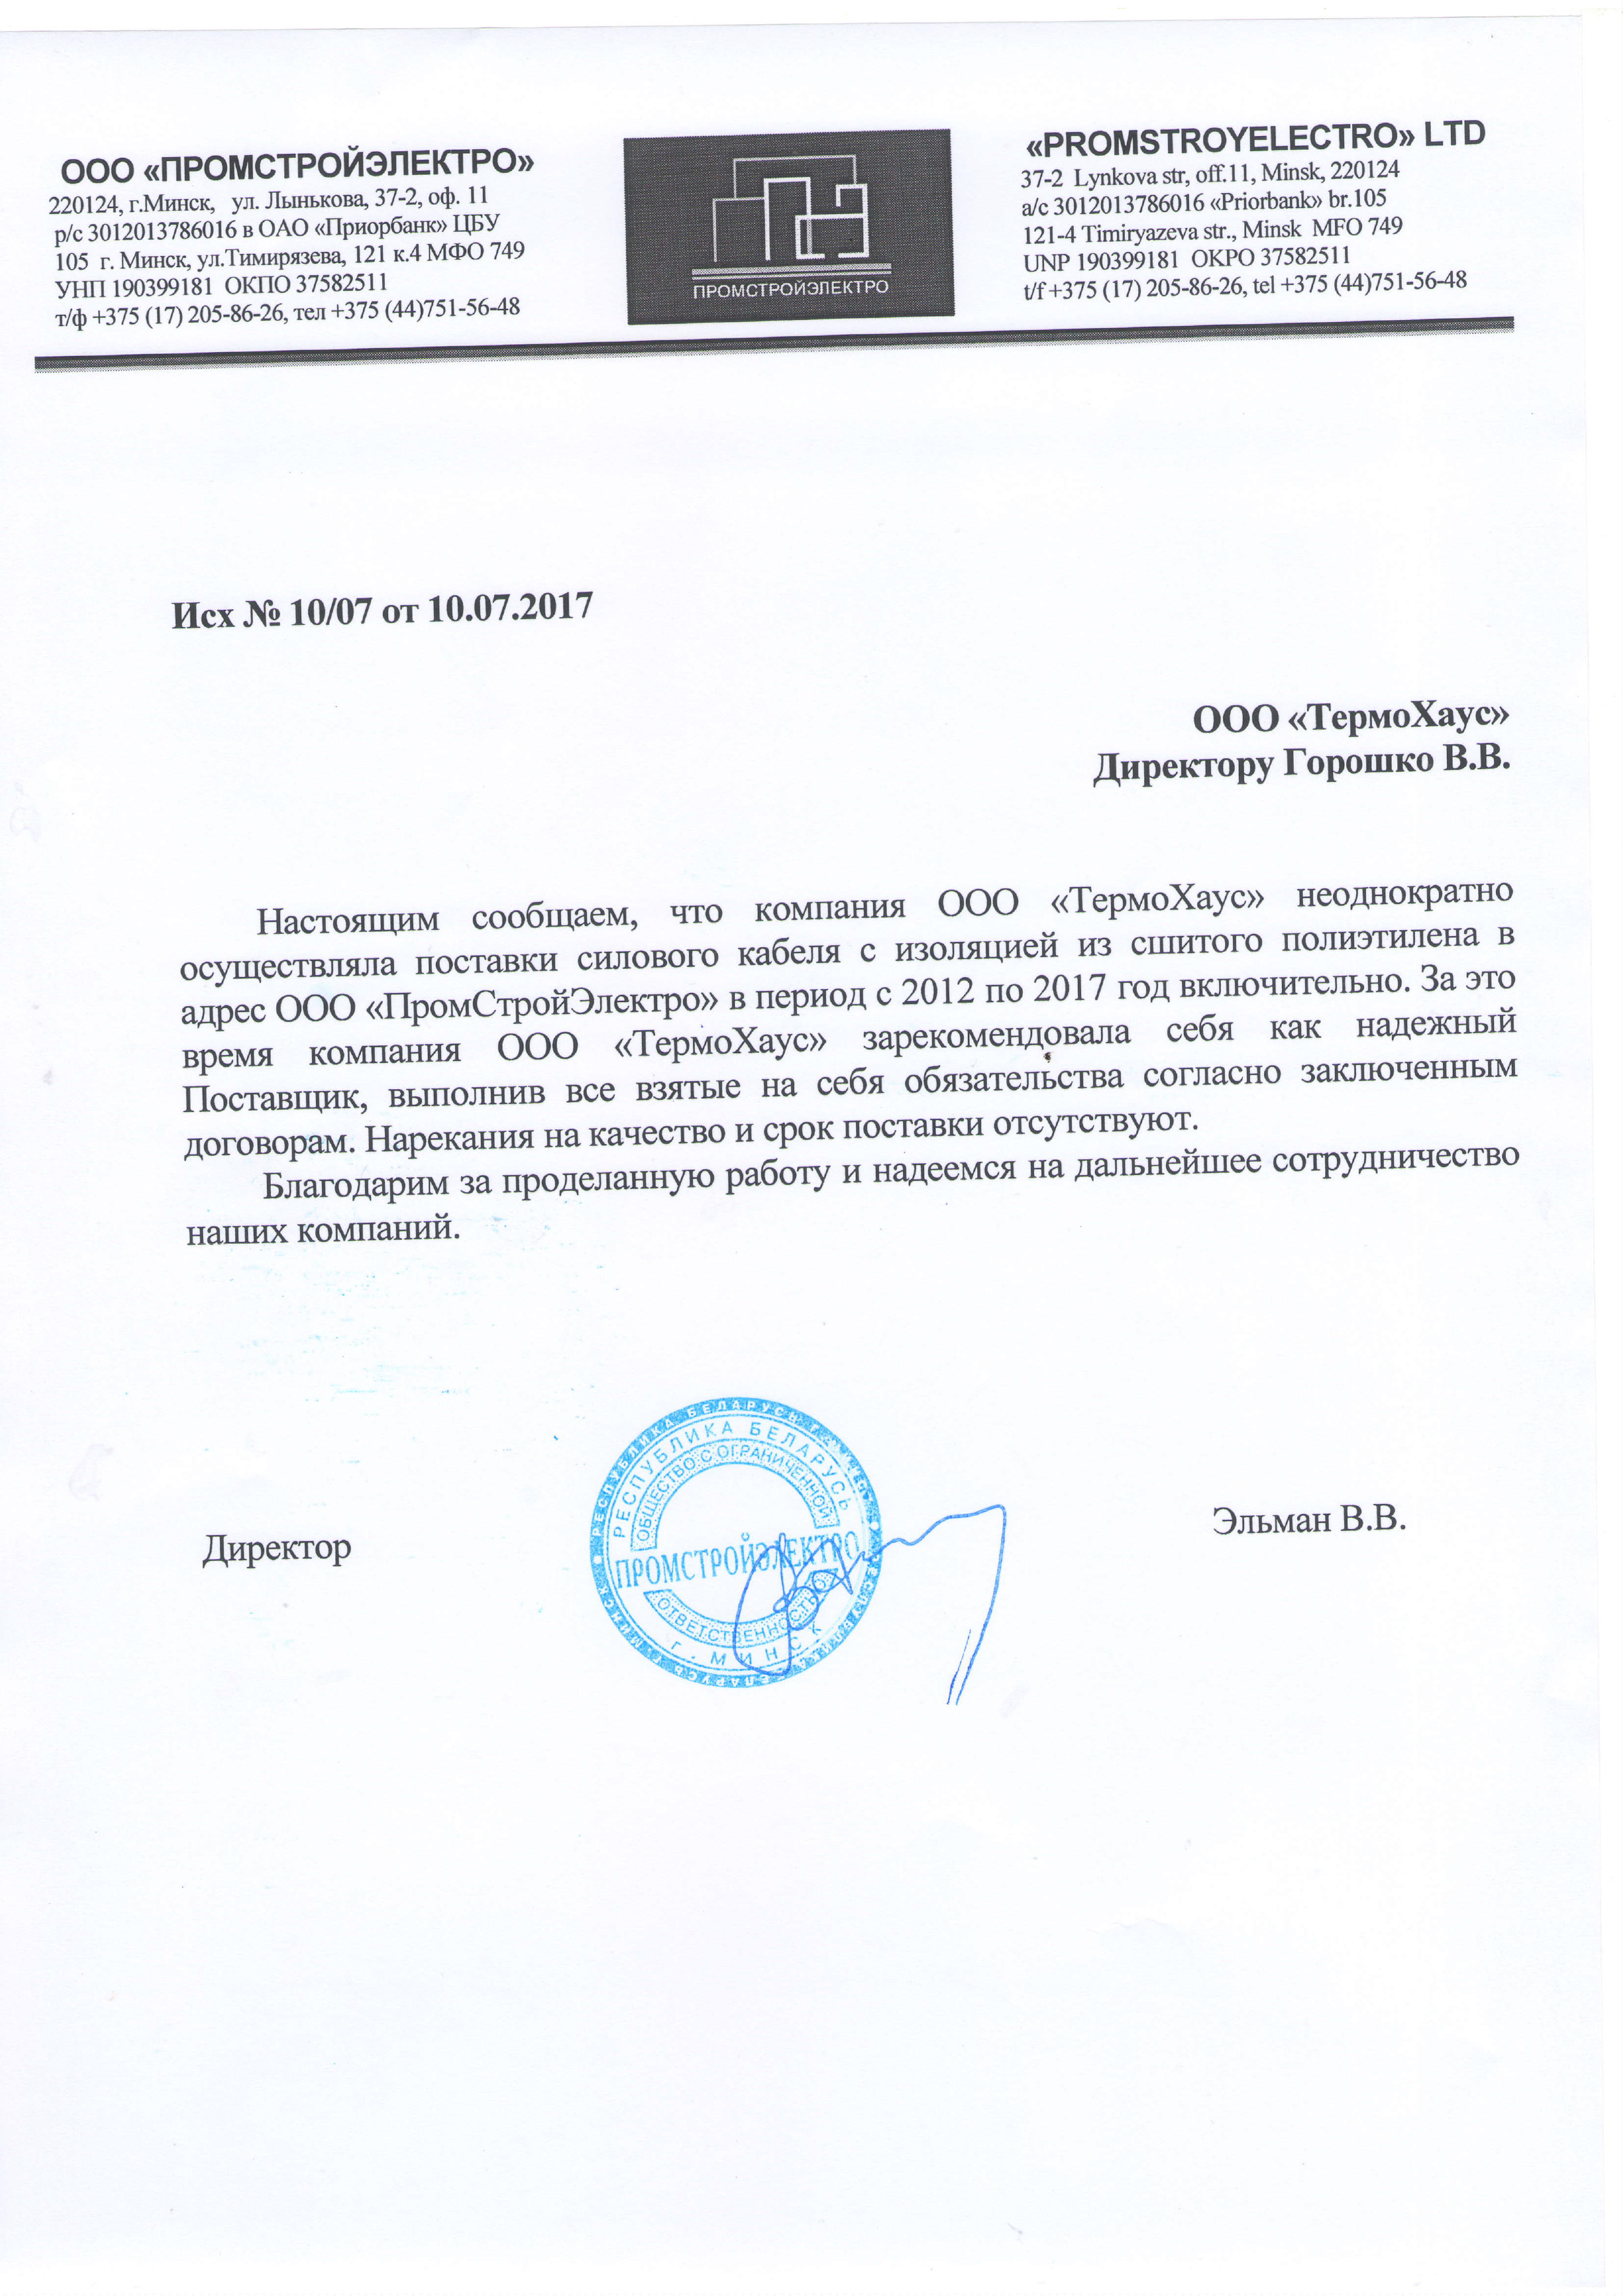 ООО «ПРОМСТРОЙЭЛЕКТРО»
220124, г.Минск, ул. Лынькова, 37-2, оф. 11
р/с 3012013786016 в ОАО «Приорбанк» ЦБУ
105 г. Минск, ул.Тимирязева, 121 к.4 МФО 749
УНП 190399181 ОКПО 37582511
т/ф +375 (17) 205-86-26, тел +375 (44)751-56-48
ПРОМСТРОЙЭЛЕКТРО
«PROMSTROYELECTRO» LTD
37-2 Lynkova str, off.11, Minsk, 220124
a/c 3012013786016 «Priorbank» br.105
121-4 Timiryazeva str., Minsk MFO 749
UNP 190399181 OKPO 37582511
t/f +375 (17) 205-86-26, tel +375 (44)751-56-48
Исх № 10/07 от 10.07.2017
ООО «ТермоХаус»
Директору Горошко В.В.
Настоящим сообщаем, что компания ООО «ТермоХаус» неоднократно
осуществляла поставки силового кабеля с изоляцией из сшитого полиэтилена в
адрес ООО «ПромСтройЭлектро» в период с 2012 по 2017 год включительно. За это
время компания ООО «ТермоХаус» зарекомендовала себя как надежный
Поставщик, выполнив все взятые на себя обязательства согласно заключенным
договорам. Нарекания на качество и срок поставки отсутствуют.
Благодарим за проделанную работу и надеемся на дальнейшее сотрудничество
наших компаний.
Директор
Эльман В.В.
РЕСПУБЛИКА БЕЛАРУСЬ
ОБЩЕСТВО С ОГРАНИЧЕННОЙ
ПРОМСТРОЙЭЛЕКТРО
ОТВЕТСТВЕННОСТЬЮ
г. МИНСК